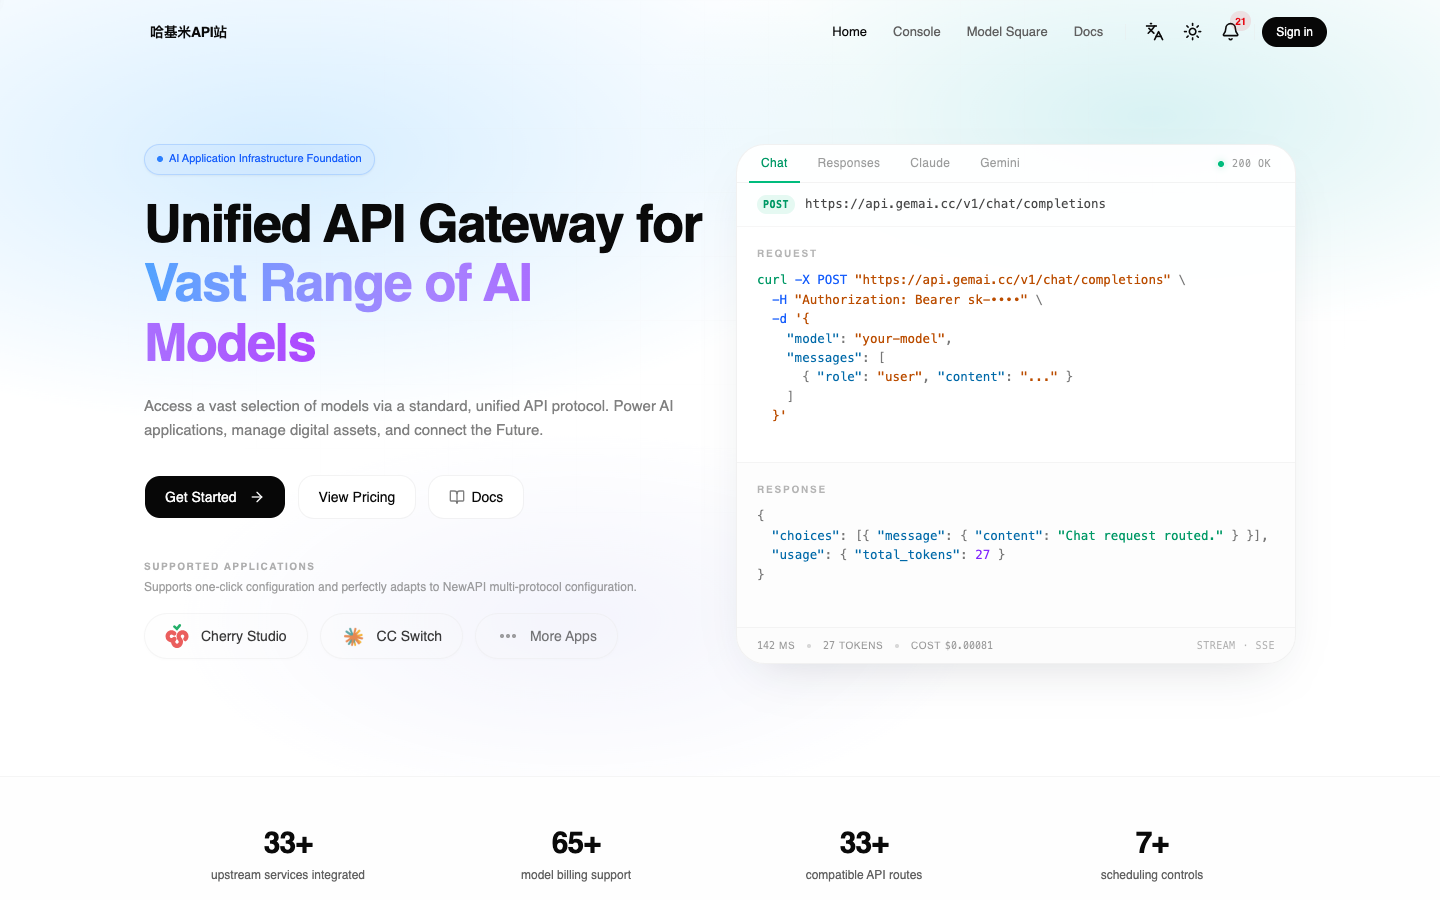 哈基米API站
Home
Console
Model Square
Docs
21
Sign in
AI Application Infrastructure Foundation
Unified API Gateway for
Vast Range of AI
Models
Access a vast selection of models via a standard, unified API protocol. Power AI
applications, manage digital assets, and connect the Future.
Get Started
View Pricing
Docs
SUPPORTED APPLICATIONS
Supports one-click configuration and perfectly adapts to NewAPI multi-protocol configuration.
Cherry Studio
CC Switch
More Apps
Chat
Responses
Claude
Gemini
200 OK
POST https://api.gemai.cc/v1/chat/completions
REQUEST
curl -X POST "https://api.gemai.cc/v1/chat/completions" \
-H "Authorization: Bearer sk-••••" \
-d '{
"model": "your-model",
"messages": [
{ "role": "user", "content": "..." }
]
}'
RESPONSE
{
"choices": [{ "message": { "content": "Chat request routed." } }],
"usage": { "total_tokens": 27 }
}
142 MS • 27 TOKENS • COST $0.00081
STREAM · SSE
33+
upstream services integrated
65+
model billing support
33+
compatible API routes
7+
scheduling controls